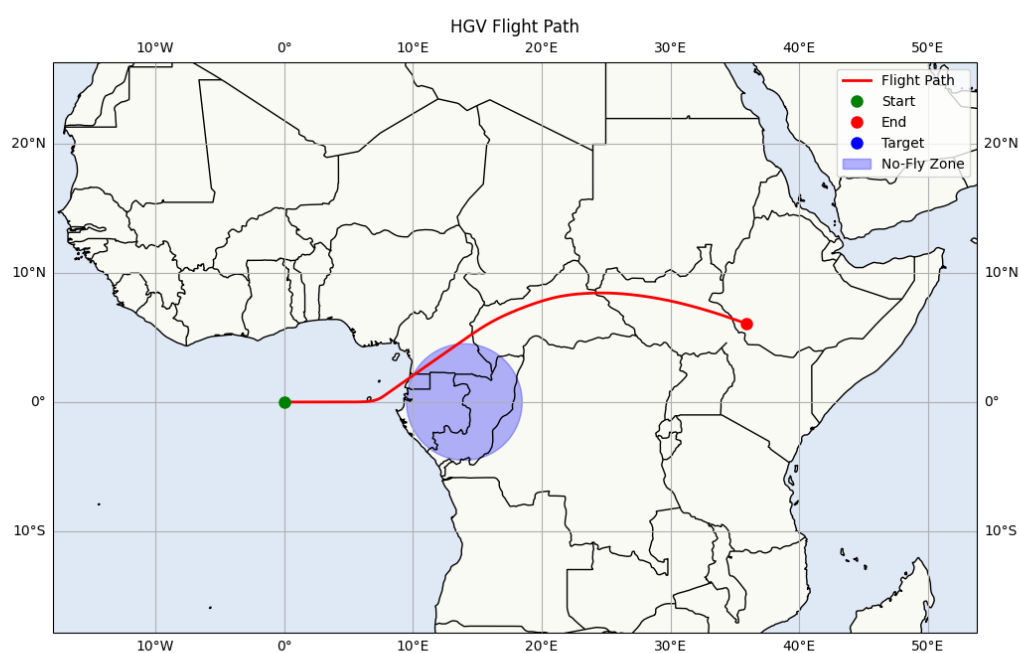 HGV Flight Path
10°W 0° 10°E 20°E 30°E 40°E 50°E
Flight Path
Start
End
Target
No-Fly Zone
20°N 20°N
10°N 10°N
0° 0°
10°S 10°S
10°W 0° 10°E 20°E 30°E 40°E 50°E